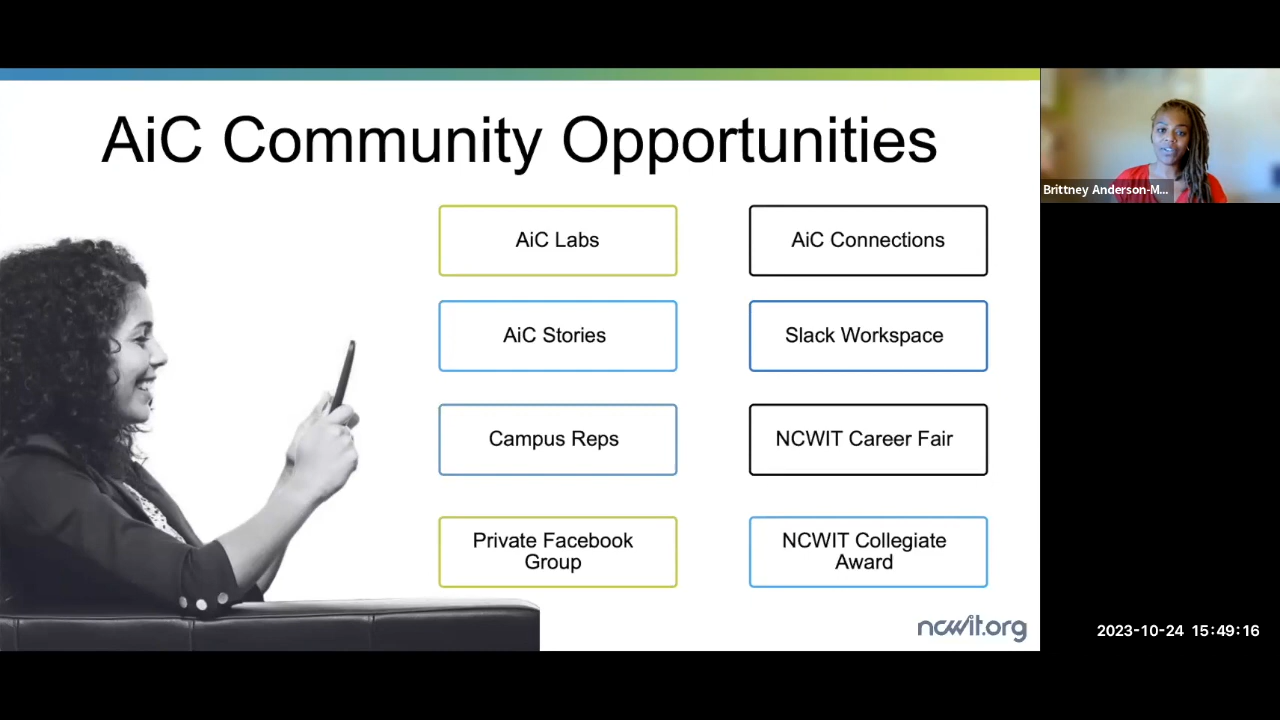 AiC Community Opportunities
Brittney Anderson-M...
AiC Labs
AiC Connections
AiC Stories
Slack Workspace
Campus Reps
NCWIT Career Fair
Private Facebook
Group
NCWIT Collegiate
Award
ncwit.org
2023-10-24 15:49:16